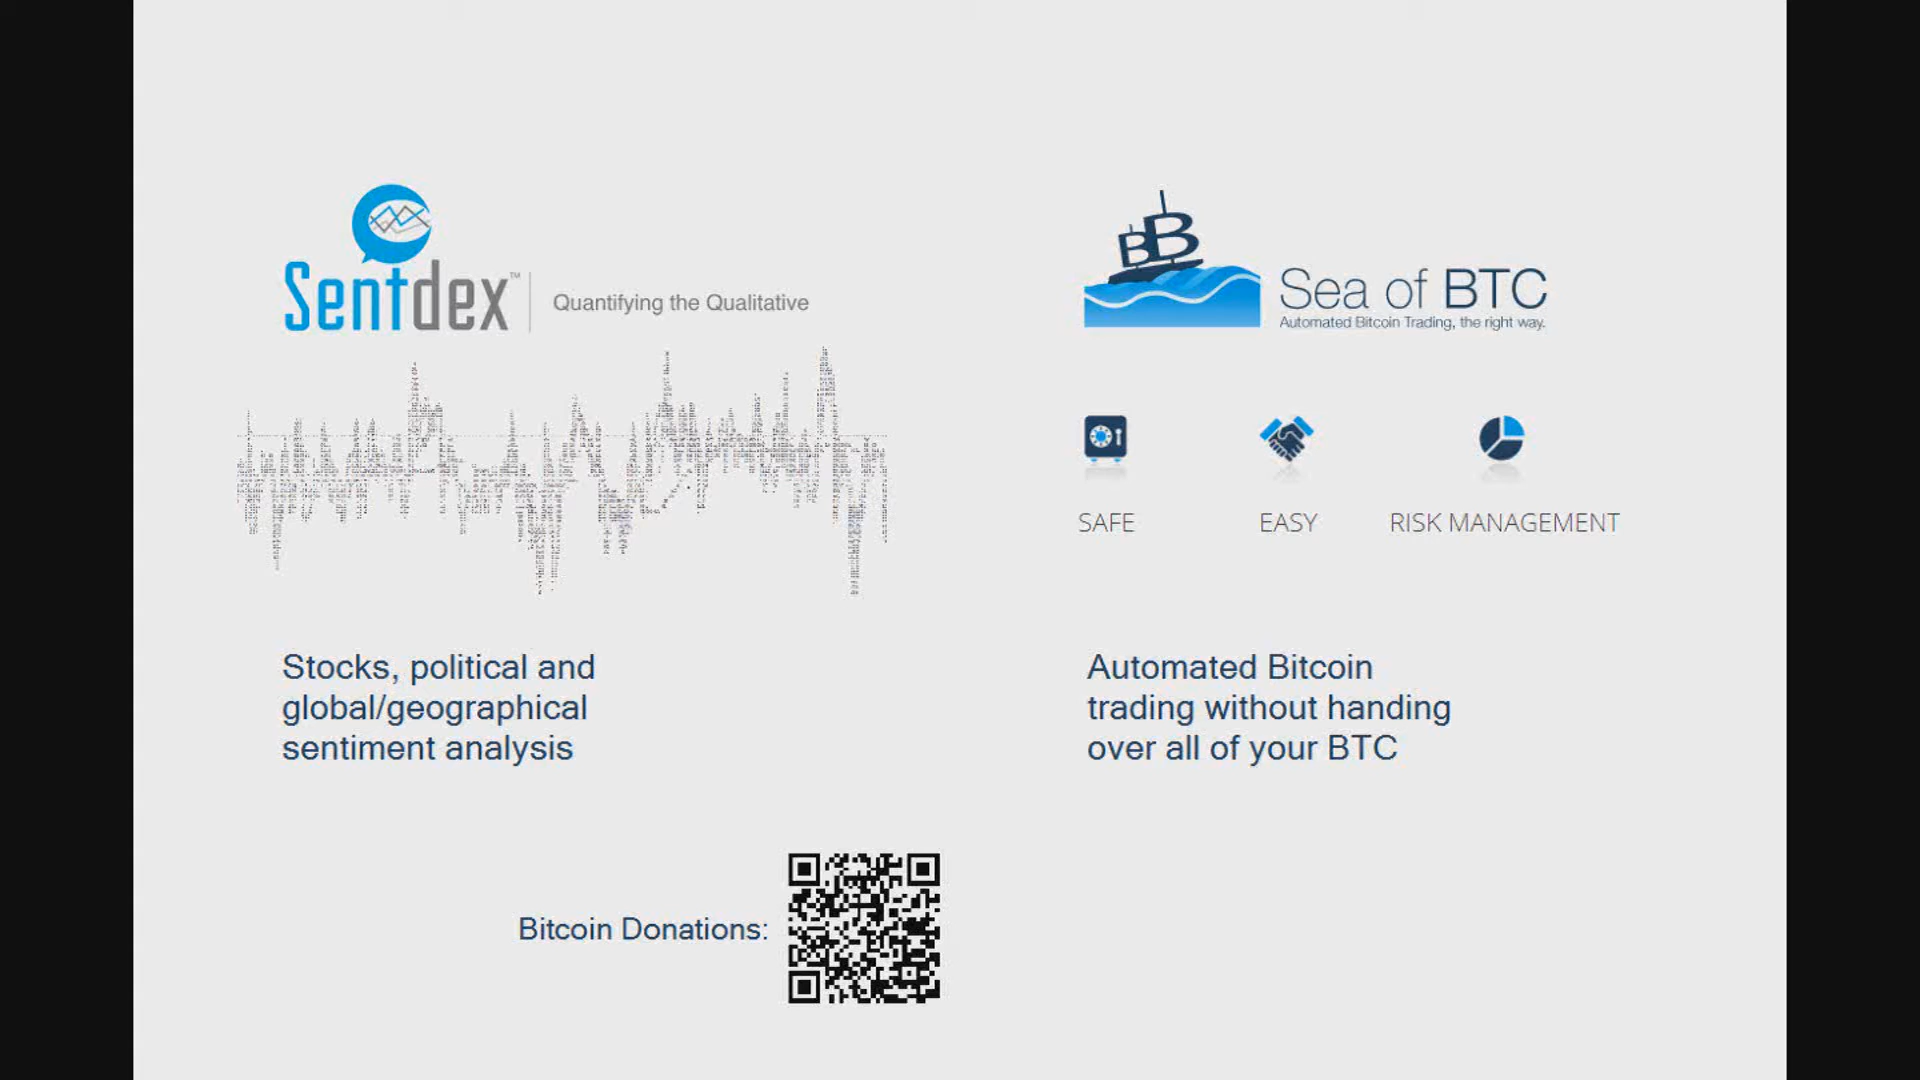 Sentdex™
Quantifying the Qualitative
Stocks, political and
global/geographical
sentiment analysis
BB
Sea of BTC
Automated Bitcoin Trading, the right way.
SAFE
EASY
RISK MANAGEMENT
Automated Bitcoin
trading without handing
over all of your BTC
Bitcoin Donations: